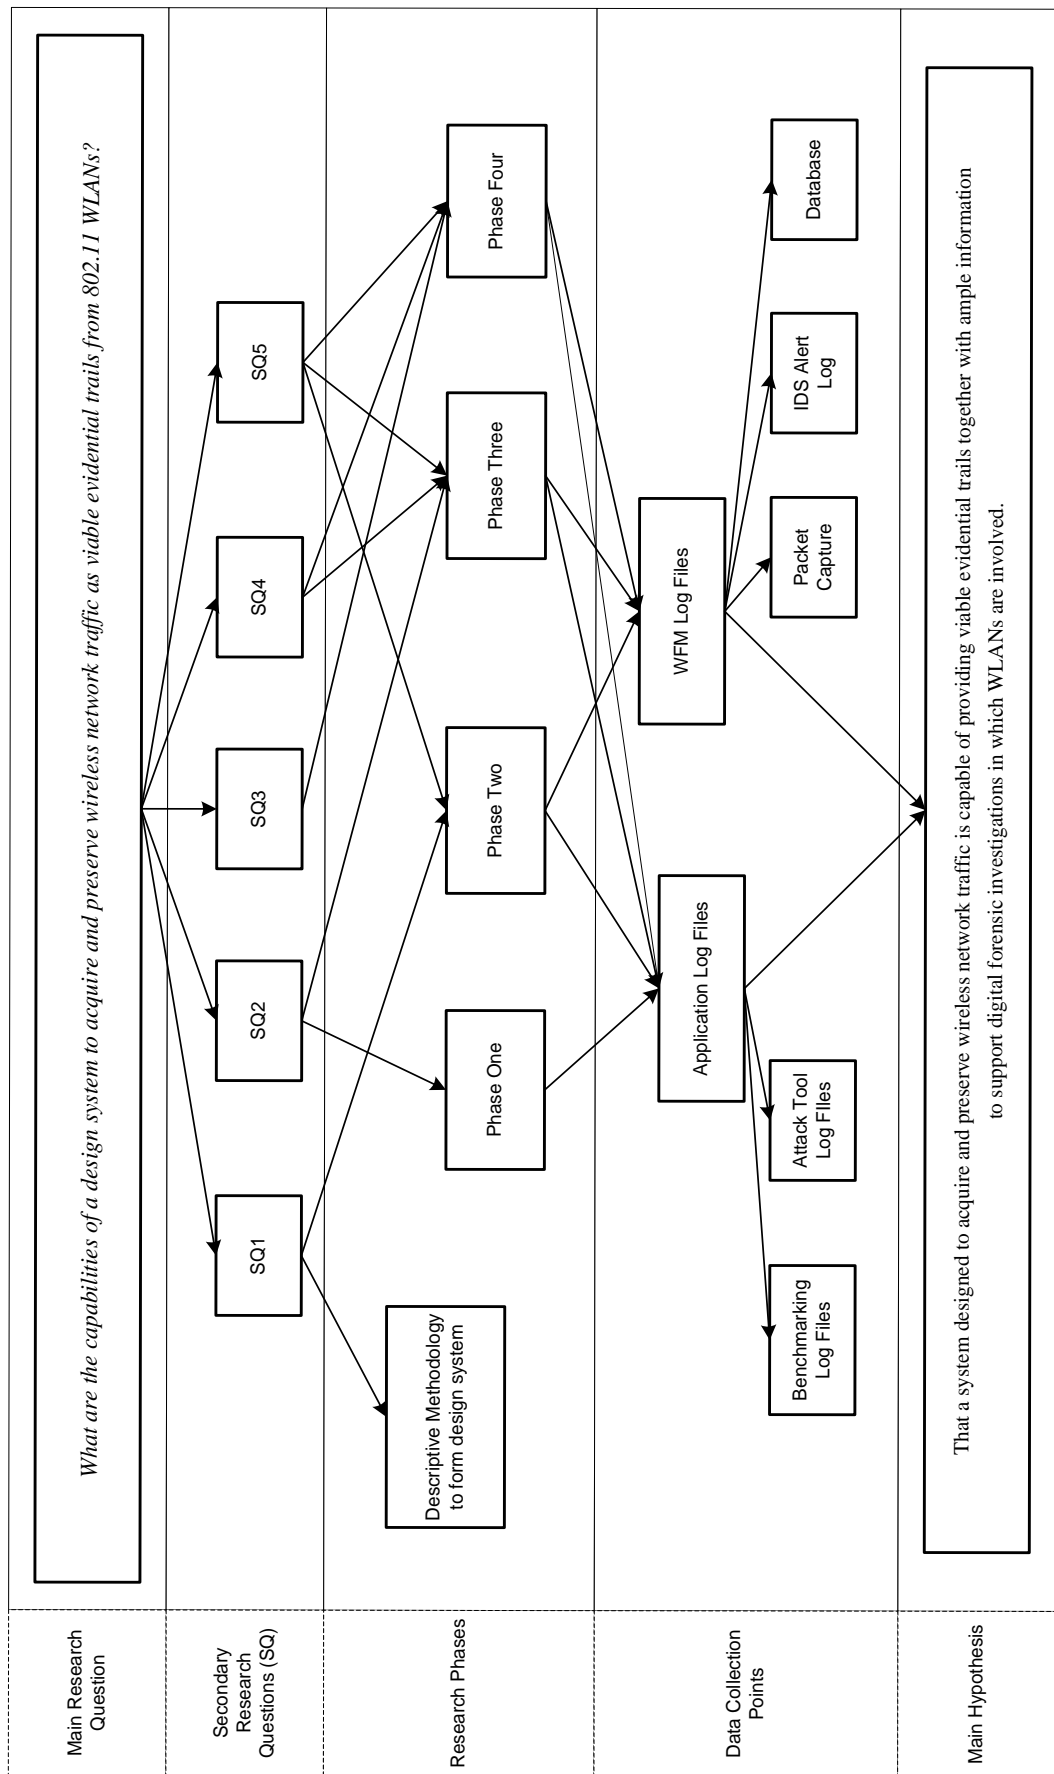 Main Research
Question
What are the capabilities of a design system to acquire and preserve wireless network traffic as viable evidential trails from 802.11 WLANs?
Secondary
Research
Questions (SQ)
SQ1
SQ2
SQ3
SQ4
SQ5
Research Phases
Descriptive Methodology
to form design system
Phase One
Phase Two
Phase Three
Phase Four
Data Collection
Points
Application Log Files
WFM Log Files
Benchmarking
Log Files
Attack Tool
Log FIles
Packet
Capture
IDS Alert
Log
Database
Main Hypothesis
That a system designed to acquire and preserve wireless network traffic is capable of providing viable evidential trails together with ample information
to support digital forensic investigations in which WLANs are involved.